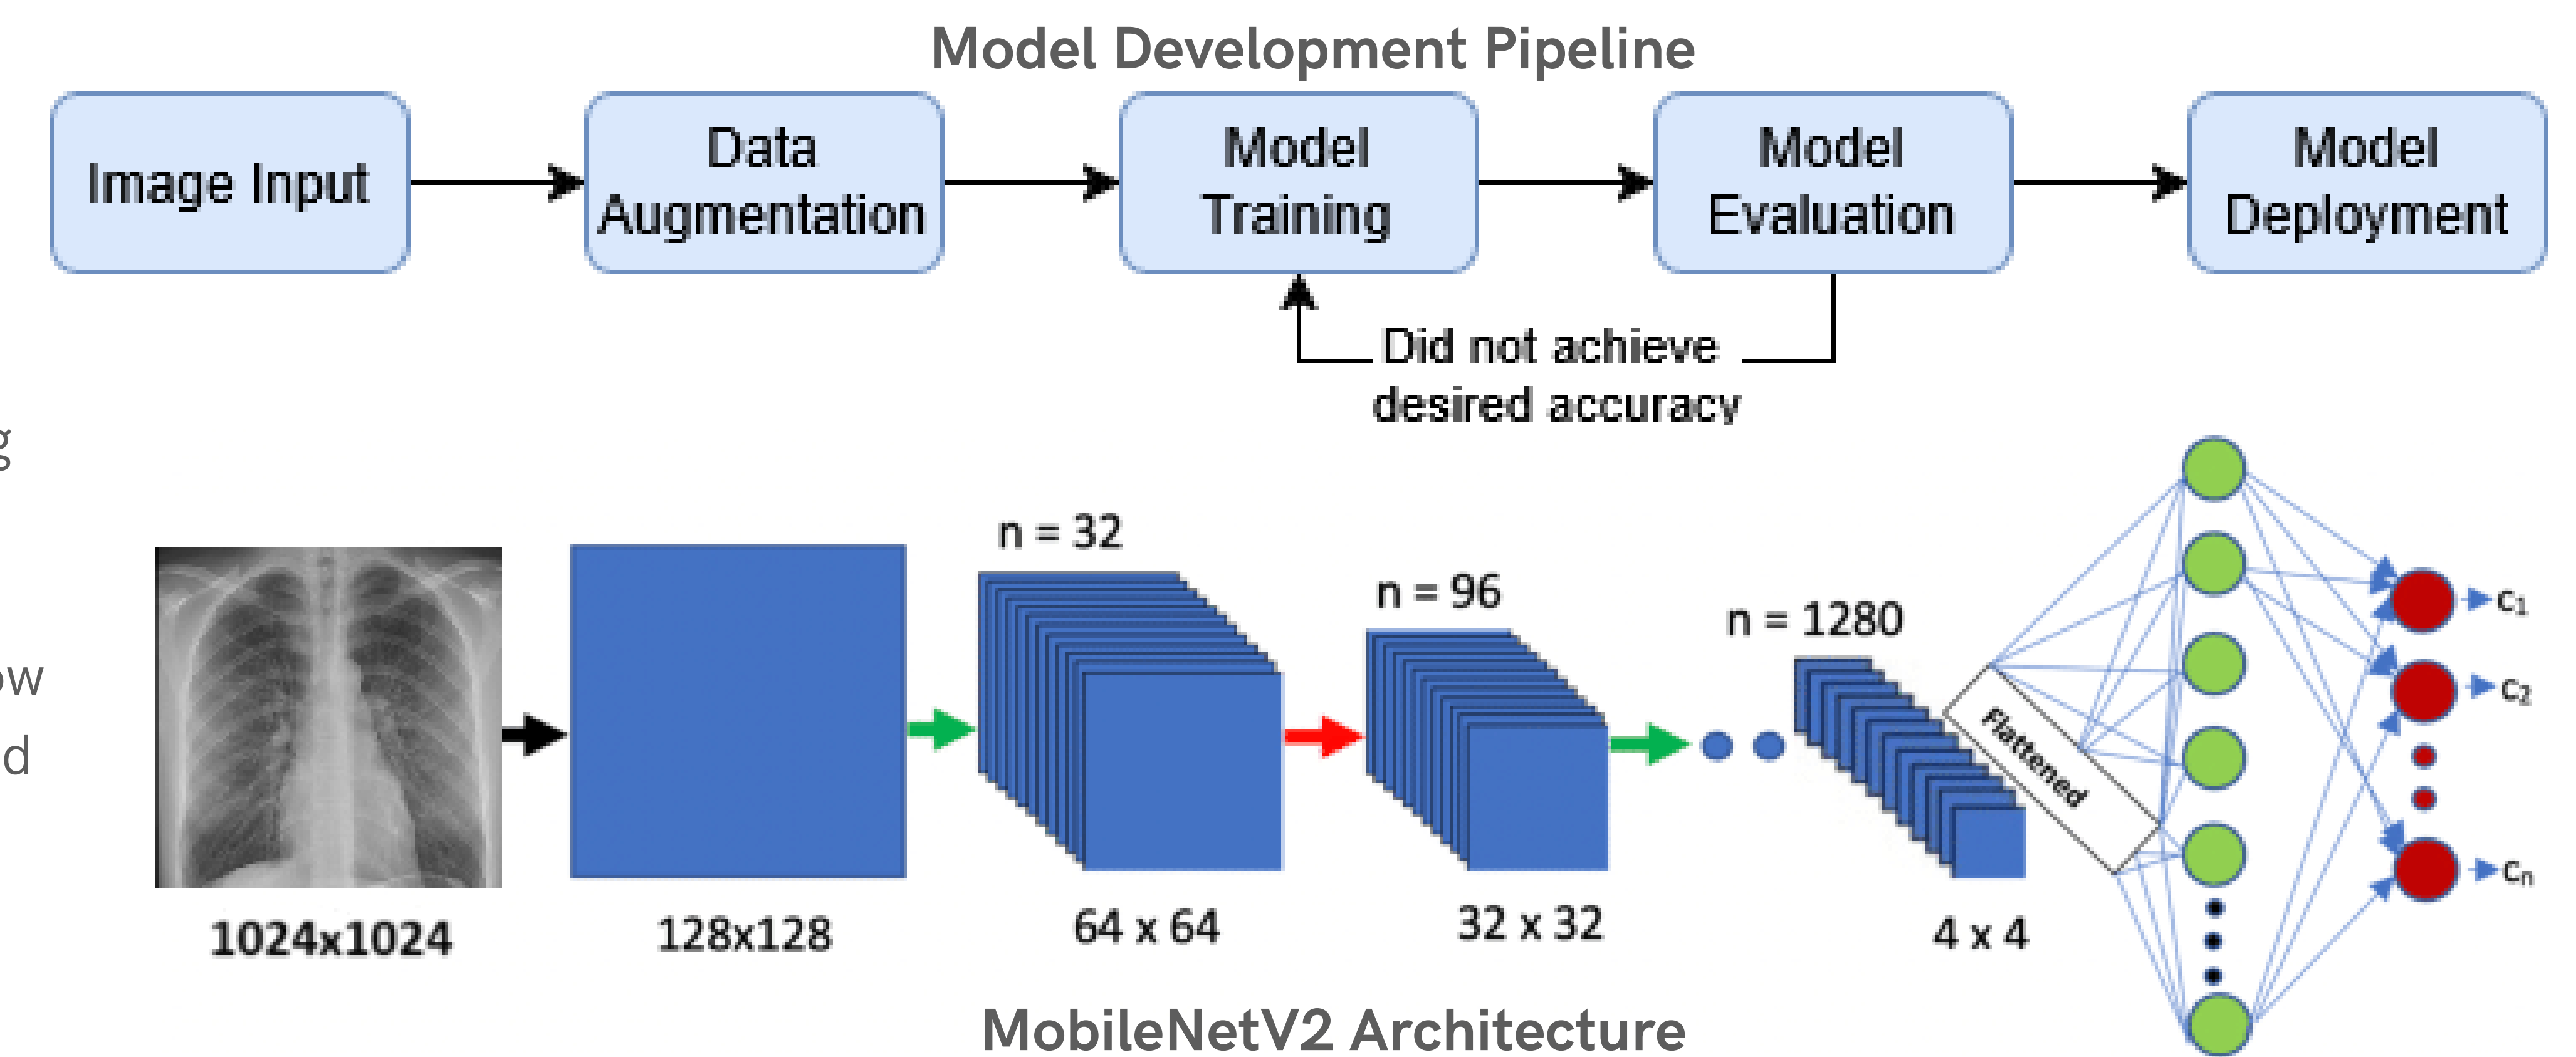 Model Development Pipeline
Image Input
Data
Augmentation
Model
Training
Model
Evaluation
Model
Deployment
Did not achieve
desired accuracy
g
ow
d
n = 32
n = 96
n = 1280
Flattened
c1
c2
cn
1024x1024
128x128
64 x 64
32 x 32
4 x 4
MobileNetV2 Architecture